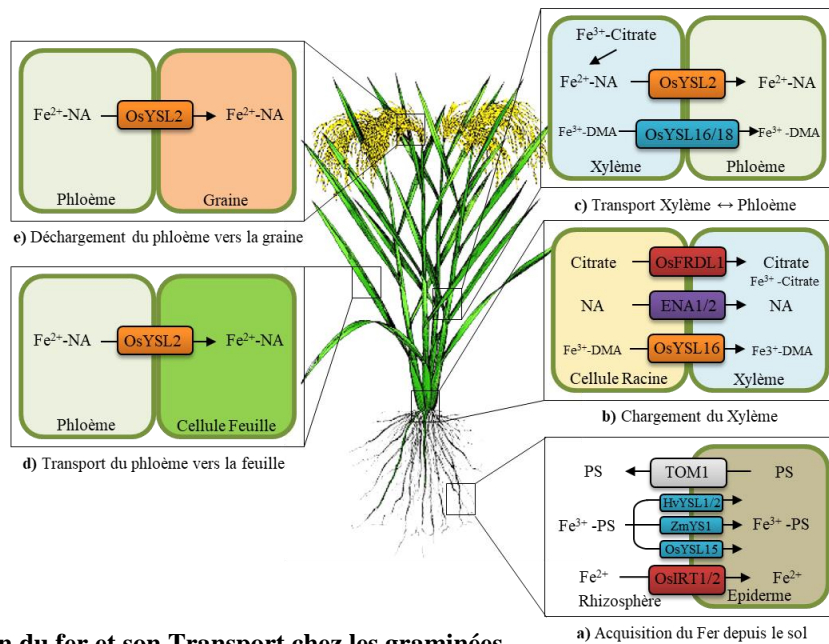 Fe²⁺-NA OsYSL2 Fe²⁺-NA
Phloème Graine
e) Déchargement du phloème vers la graine
Fe³⁺-Citrate
Fe²⁺-NA OsYSL2 Fe²⁺-NA
Fe³⁺-DMA OsYSL16/18 Fe³⁺ -DMA
Xylème Phloème
c) Transport Xylème ↔ Phloème
Citrate OsFRDL1 Citrate
Fe³⁺ -Citrate
NA ENA1/2 NA
Fe³⁺-DMA OsYSL16 Fe3⁺-DMA
Cellule Racine Xylème
b) Chargement du Xylème
Fe²⁺-NA OsYSL2 Fe²⁺-NA
Phloème Cellule Feuille
d) Transport du phloème vers la feuille
PS TOM1 PS
HvYSL1/2
Fe³⁺ -PS ZmYS1 Fe³⁺ -PS
OsYSL15
Fe²⁺ OsIRT1/2 Fe²⁺
Rhizosphère Epiderme
a) Acquisition du Fer depuis le sol
n du fer et son Transport chez les graminées